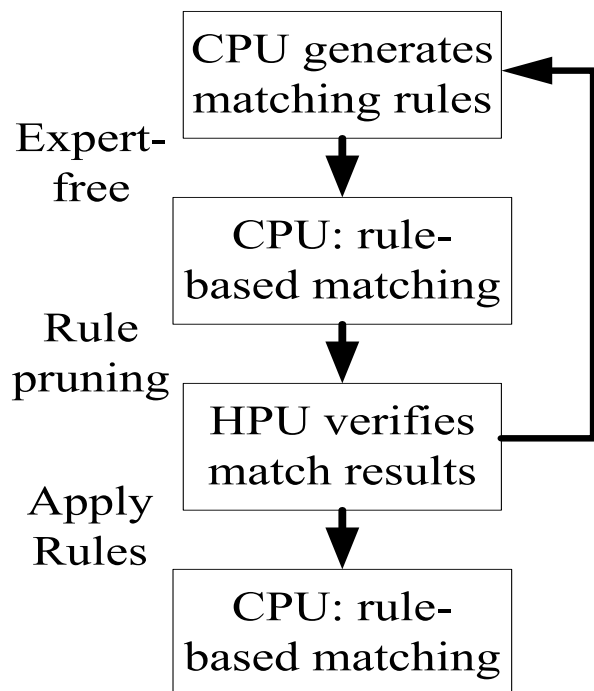 CPU generates
matching rules
Expert-
free
CPU: rule-
based matching
Rule
pruning
HPU verifies
match results
Apply
Rules
CPU: rule-
based matching